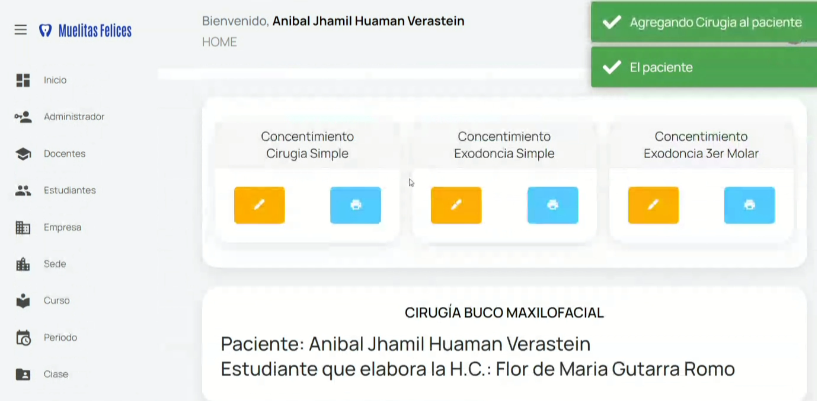 Muelitas Felices
Inicio
Administrador
Docentes
Estudiantes
Empresa
Sede
Curso
Periodo
Clase
Bienvenido, Anibal Jhamil Huaman Verastein
HOME
Agregando Cirugia al paciente
El paciente
Concentimiento
Cirugia Simple
Concentimiento
Exodoncia Simple
Concentimiento
Exodoncia 3er Molar
CIRUGÍA BUCO MAXILOFACIAL
Paciente: Anibal Jhamil Huaman Verastein
Estudiante que elabora la H.C.: Flor de Maria Gutarra Romo